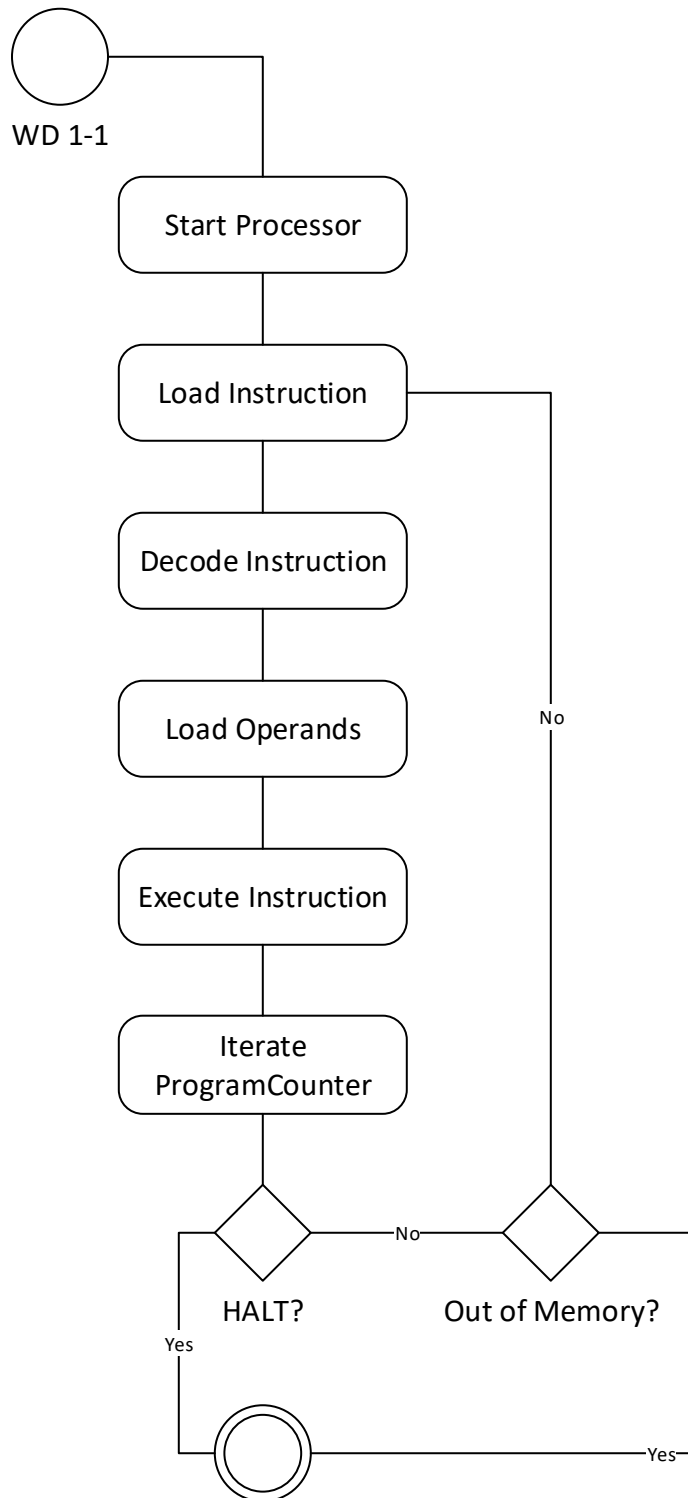 WD 1-1
Start Processor
Load Instruction
Decode Instruction
Load Operands
No
Execute Instruction
Iterate
ProgramCounter
No
HALT?
Out of Memory?
Yes
Yes